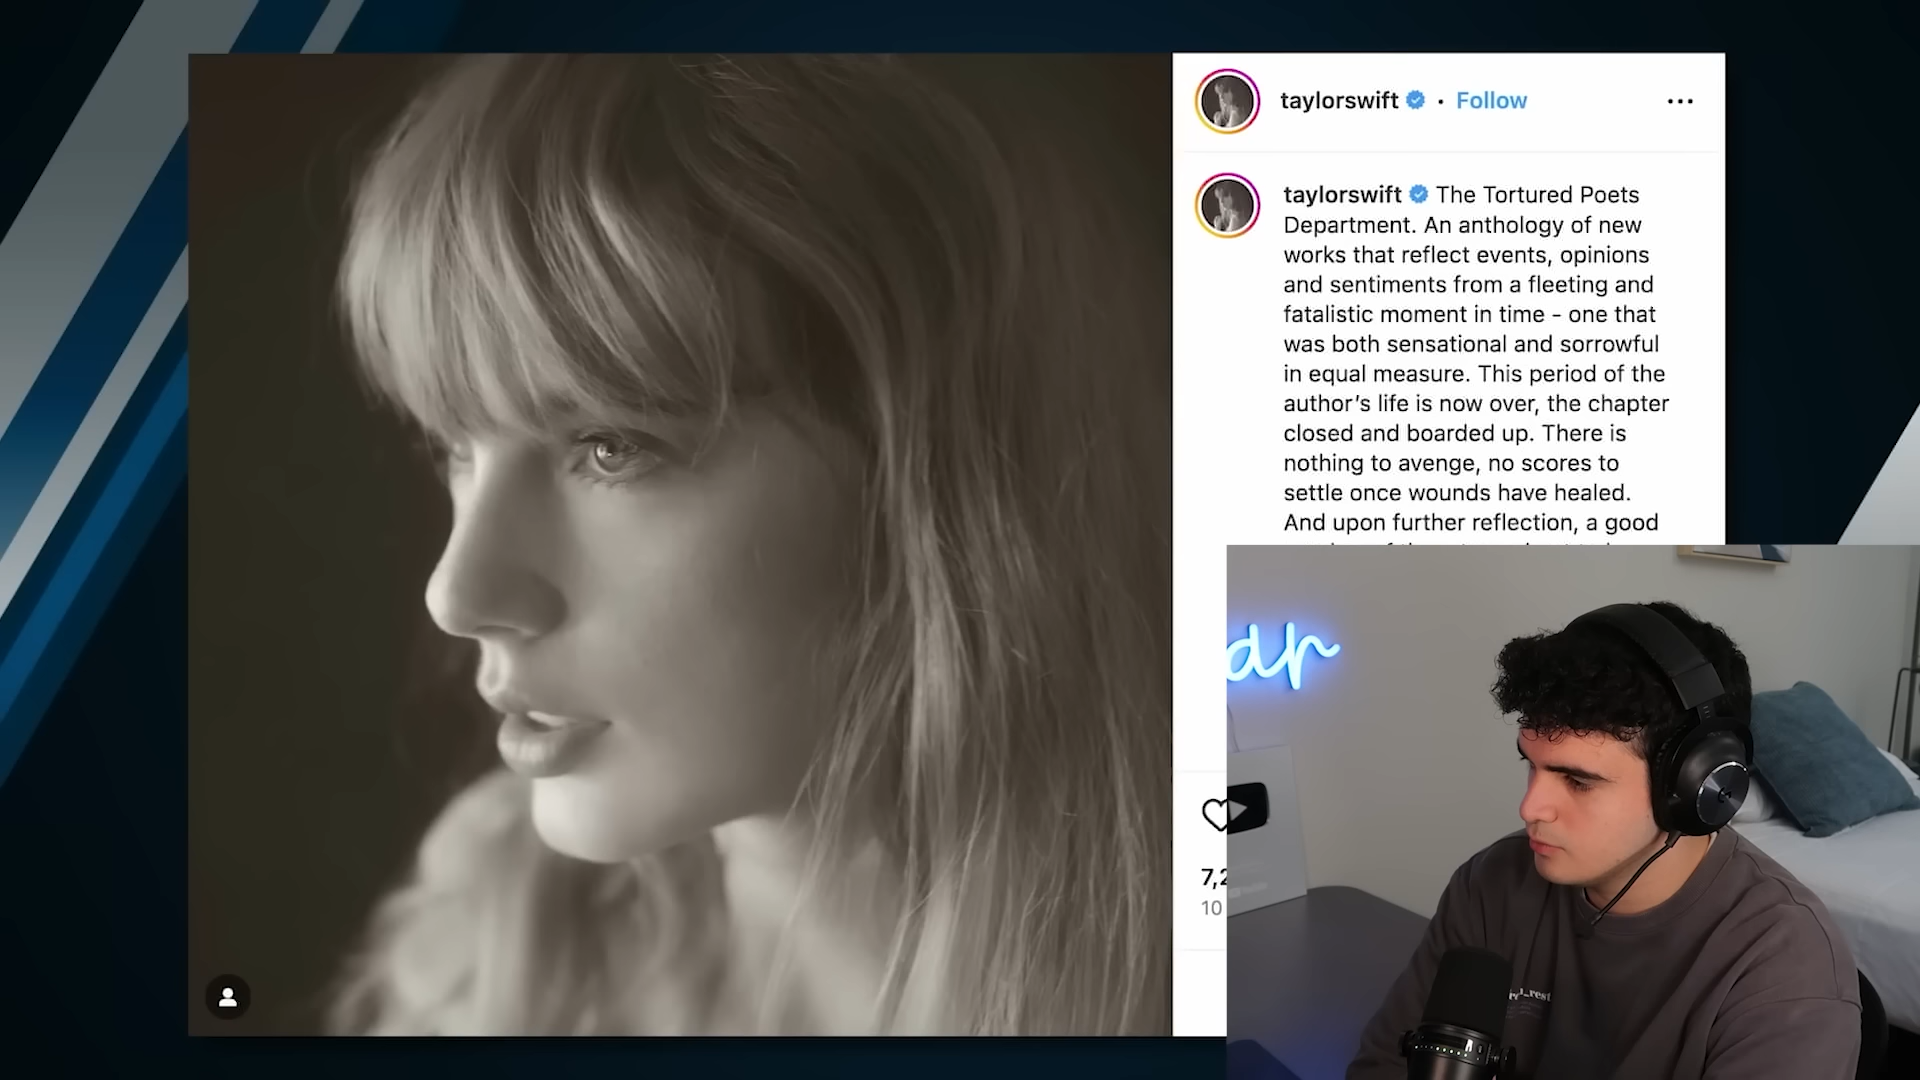 taylorswift • Follow
taylorswift The Tortured Poets
Department. An anthology of new
works that reflect events, opinions
and sentiments from a fleeting and
fatalistic moment in time - one that
was both sensational and sorrowful
in equal measure. This period of the
author's life is now over, the chapter
closed and boarded up. There is
nothing to avenge, no scores to
settle once wounds have healed.
And upon further reflection, a good
dr
7,2
10